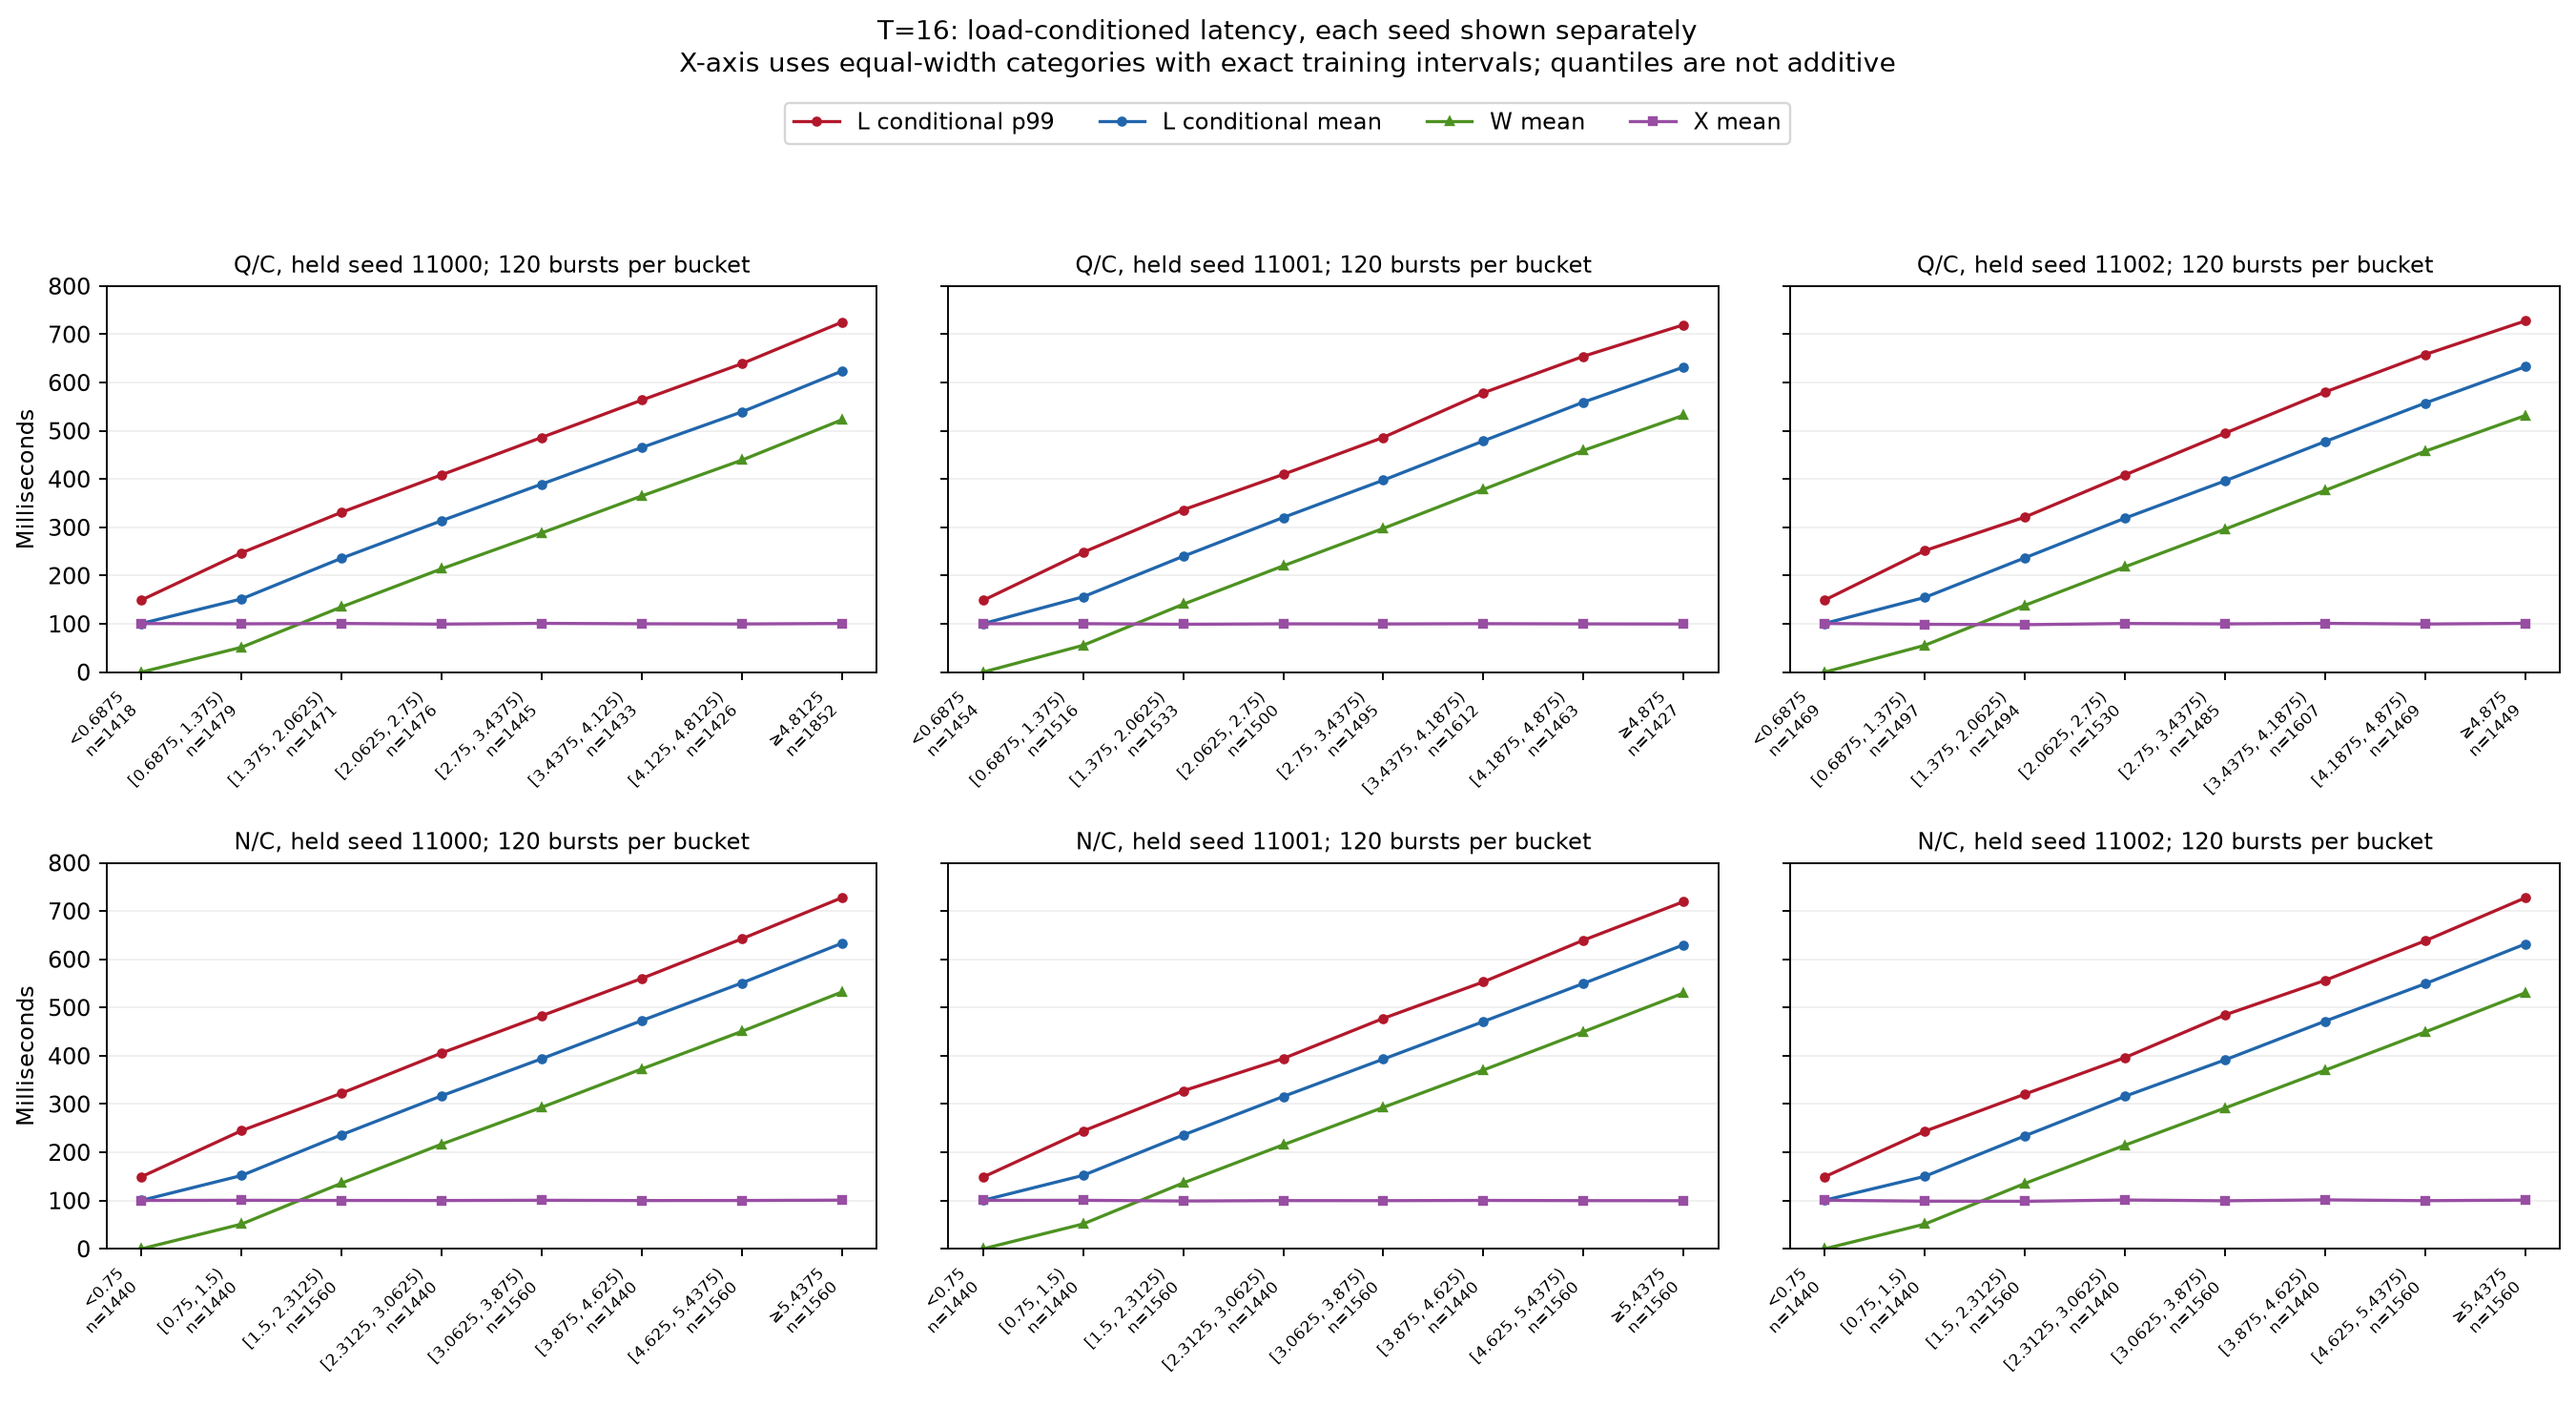 T=16: load-conditioned latency, each seed shown separately
X-axis uses equal-width categories with exact training intervals; quantiles are not additive
L conditional p99
L conditional mean
W mean
X mean
Q/C, held seed 11000; 120 bursts per bucket
Milliseconds
800
700
600
500
400
300
200
100
0
<0.6875
n=1418
[0.6875, 1.375)
n=1479
[1.375, 2.0625)
n=1471
[2.0625, 2.75)
n=1476
[2.75, 3.4375)
n=1445
[3.4375, 4.125)
n=1433
[4.125, 4.8125)
n=1426
≥4.8125
n=1852
Q/C, held seed 11001; 120 bursts per bucket
<0.6875
n=1454
[0.6875, 1.375)
n=1516
[1.375, 2.0625)
n=1533
[2.0625, 2.75)
n=1500
[2.75, 3.4375)
n=1495
[3.4375, 4.1875)
n=1612
[4.1875, 4.875)
n=1463
≥4.875
n=1427
Q/C, held seed 11002; 120 bursts per bucket
<0.6875
n=1469
[0.6875, 1.375)
n=1497
[1.375, 2.0625)
n=1494
[2.0625, 2.75)
n=1530
[2.75, 3.4375)
n=1485
[3.4375, 4.1875)
n=1607
[4.1875, 4.875)
n=1469
≥4.875
n=1449
N/C, held seed 11000; 120 bursts per bucket
Milliseconds
800
700
600
500
400
300
200
100
0
<0.75
n=1440
[0.75, 1.5)
n=1440
[1.5, 2.3125)
n=1560
[2.3125, 3.0625)
n=1440
[3.0625, 3.875)
n=1560
[3.875, 4.625)
n=1440
[4.625, 5.4375)
n=1560
≥5.4375
n=1560
N/C, held seed 11001; 120 bursts per bucket
<0.75
n=1440
[0.75, 1.5)
n=1440
[1.5, 2.3125)
n=1560
[2.3125, 3.0625)
n=1440
[3.0625, 3.875)
n=1560
[3.875, 4.625)
n=1440
[4.625, 5.4375)
n=1560
≥5.4375
n=1560
N/C, held seed 11002; 120 bursts per bucket
<0.75
n=1440
[0.75, 1.5)
n=1440
[1.5, 2.3125)
n=1560
[2.3125, 3.0625)
n=1440
[3.0625, 3.875)
n=1560
[3.875, 4.625)
n=1440
[4.625, 5.4375)
n=1560
≥5.4375
n=1560